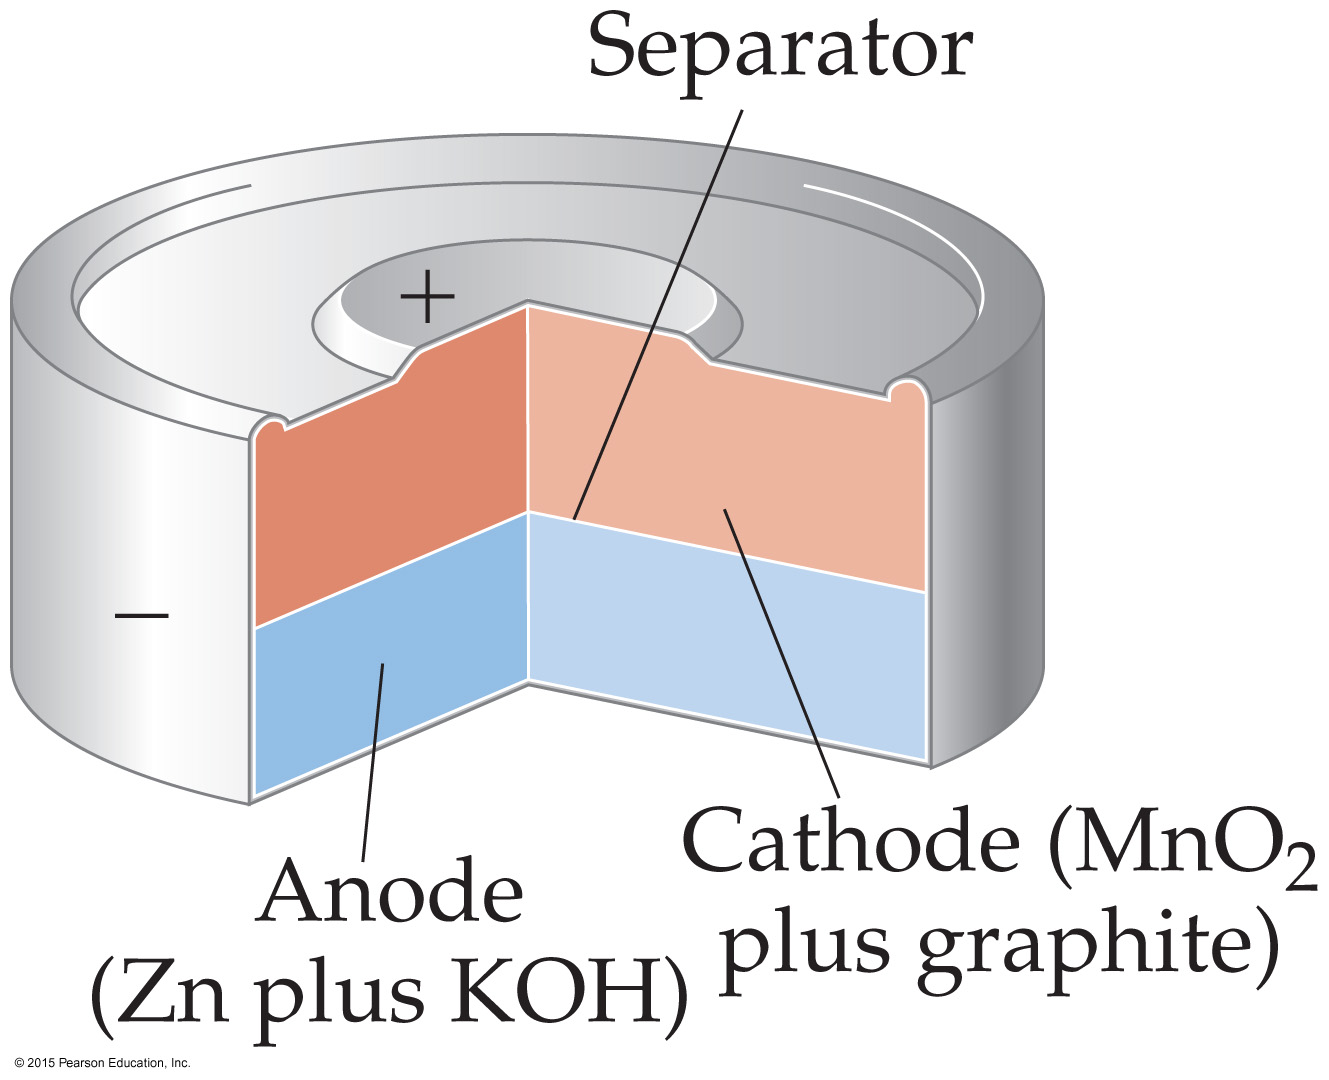 Separator
+
−
Anode
(Zn plus KOH)
Cathode (MnO₂
plus graphite)
© 2015 Pearson Education, Inc.